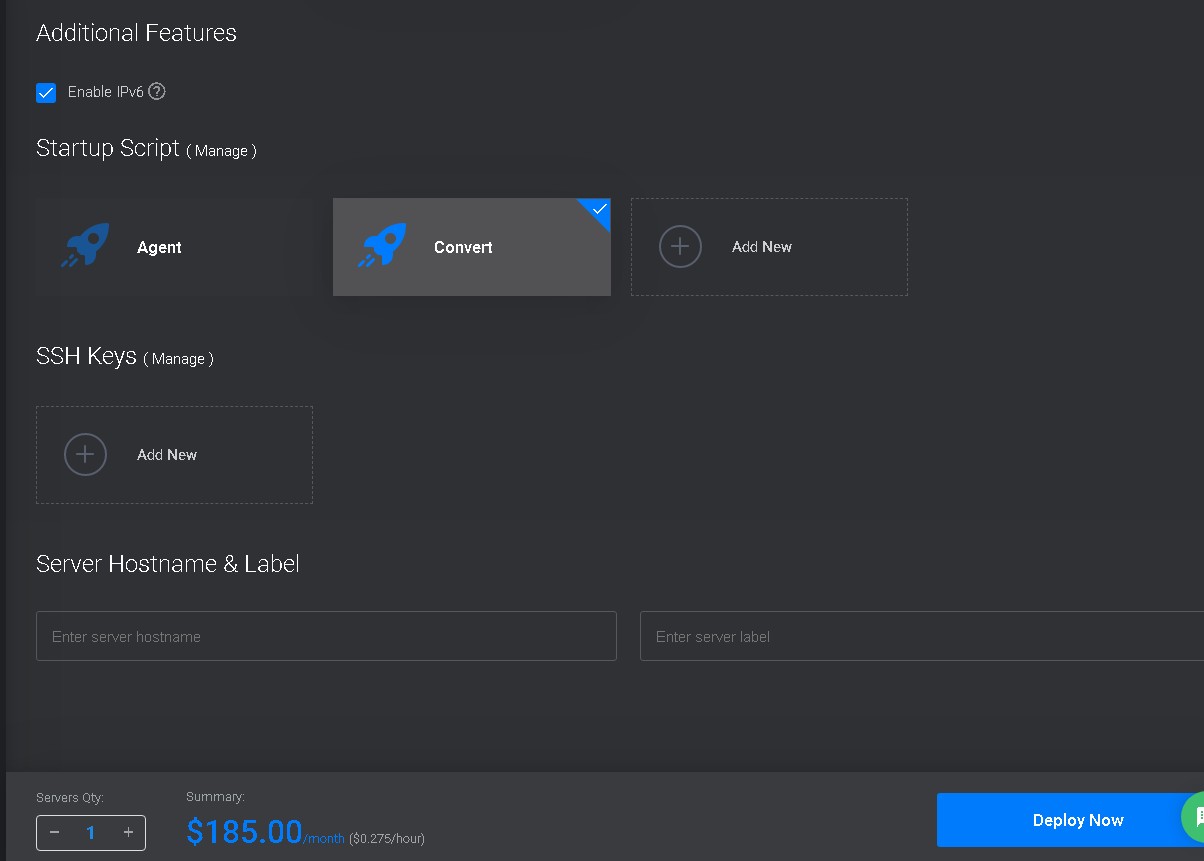 Additional Features
Enable IPv6 ?
Startup Script ( Manage )
Agent
Convert
Add New
SSH Keys ( Manage )
Add New
Server Hostname & Label
Enter server hostname
Enter server label
Servers Qty:
Summary:
− 1 +
$185.00/month ($0.275/hour)
Deploy Now